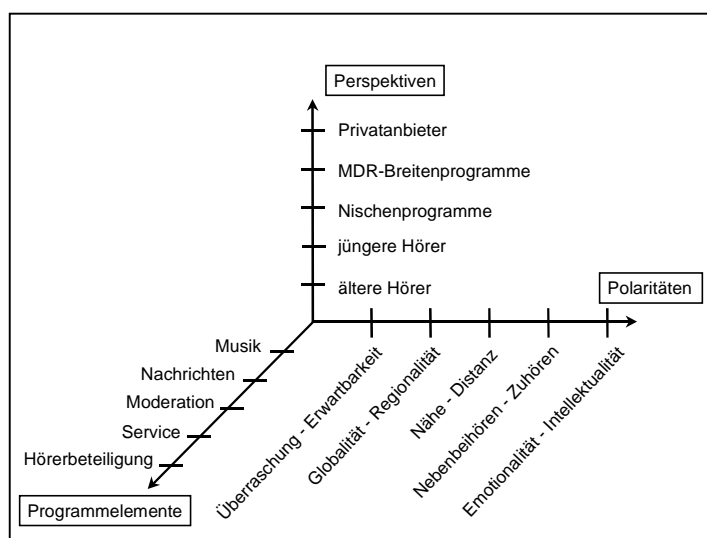 Perspektiven
Privatanbieter
MDR-Breitenprogramme
Nischenprogramme
jüngere Hörer
ältere Hörer
Polaritäten
Musik
Nachrichten
Moderation
Service
Hörerbeteiligung
Programmelemente
Überraschung - Erwartbarkeit
Globalität - Regionalität
Nähe - Distanz
Nebenbeihören - Zuhören
Emotionalität - Intellektualität